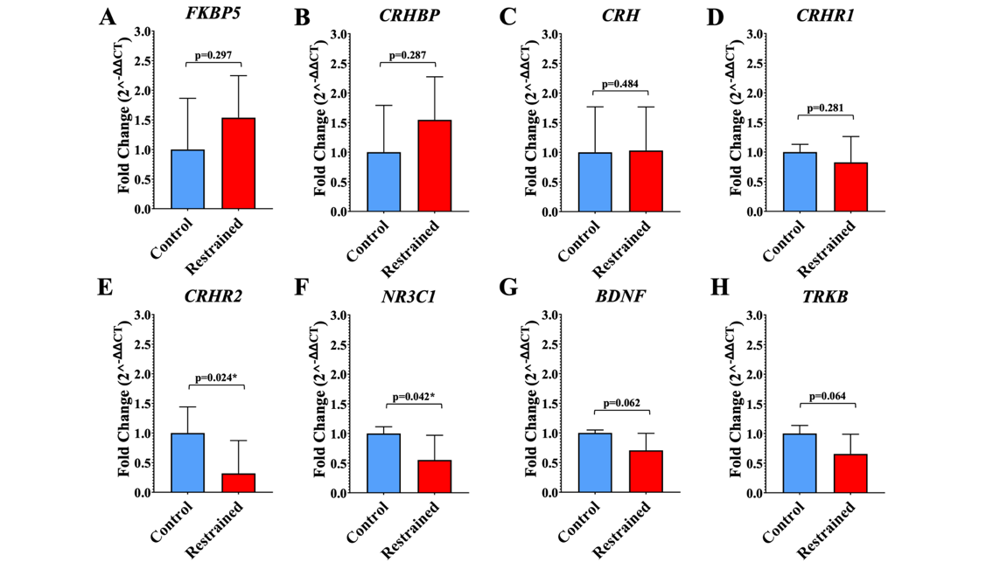 A
FKBP5
Fold Change (2^-ΔΔCT)
3.0
2.5
2.0
1.5
1.0
0.5
0.0
p=0.297
Control
Restrained
B
CRHBP
Fold Change (2^-ΔΔCT)
3.0
2.5
2.0
1.5
1.0
0.5
0.0
p=0.287
Control
Restrained
C
CRH
Fold Change (2^-ΔΔCT)
3.0
2.5
2.0
1.5
1.0
0.5
0.0
p=0.484
Control
Restrained
D
CRHR1
Fold Change (2^-ΔΔCT)
3.0
2.5
2.0
1.5
1.0
0.5
0.0
p=0.281
Control
Restrained
E
CRHR2
Fold Change (2^-ΔΔCT)
3.0
2.5
2.0
1.5
1.0
0.5
0.0
p=0.024*
Control
Restrained
F
NR3C1
Fold Change (2^-ΔΔCT)
3.0
2.5
2.0
1.5
1.0
0.5
0.0
p=0.042*
Control
Restrained
G
BDNF
Fold Change (2^-ΔΔCT)
3.0
2.5
2.0
1.5
1.0
0.5
0.0
p=0.062
Control
Restrained
H
TRKB
Fold Change (2^-ΔΔCT)
3.0
2.5
2.0
1.5
1.0
0.5
0.0
p=0.064
Control
Restrained